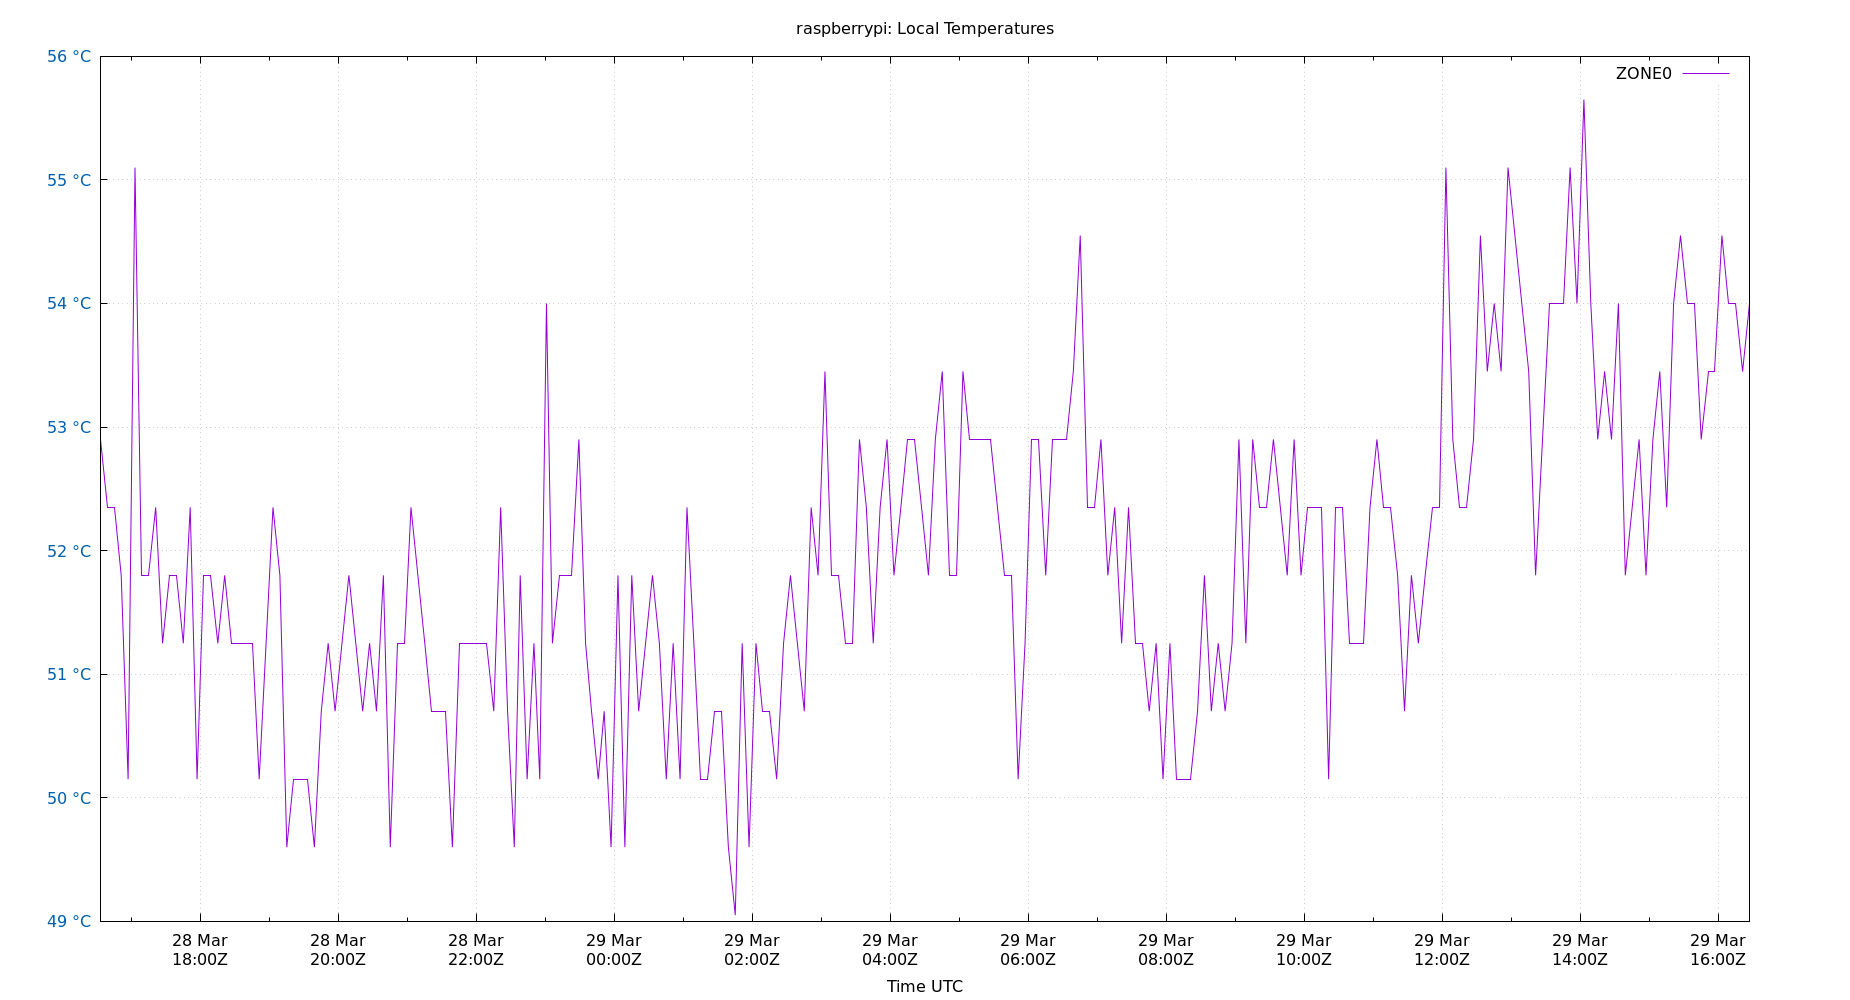 raspberrypi: Local Temperatures
56 °C
ZONE0
55 °C
54 °C
53 °C
52 °C
51 °C
50 °C
49 °C
28 Mar 28 Mar 28 Mar 29 Mar 29 Mar 29 Mar 29 Mar 29 Mar 29 Mar 29 Mar 29 Mar 29 Mar
18:00Z 20:00Z 22:00Z 00:00Z 02:00Z 04:00Z 06:00Z 08:00Z 10:00Z 12:00Z 14:00Z 16:00Z
Time UTC